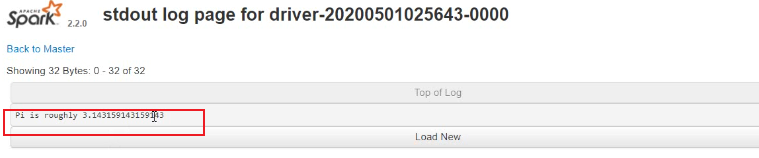 APACHE
Spark 2.2.0 stdout log page for driver-20200501025643-0000
Back to Master
Showing 32 Bytes: 0 - 32 of 32
Top of Log
Pi is roughly 3.143159143159143
Load New